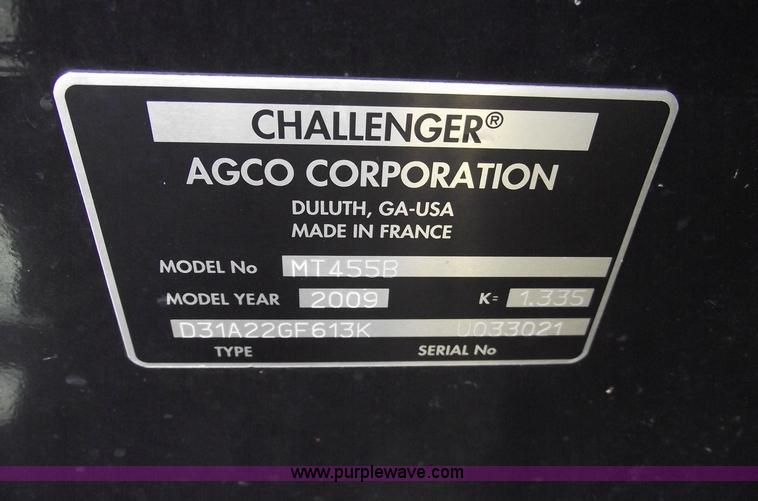 CHALLENGER®
AGCO CORPORATION
DULUTH, GA-USA
MADE IN FRANCE
MODEL No MT455B
MODEL YEAR 2009 K= 1.335
D31A22GF613K U033021
TYPE SERIAL No
www.purplewave.com